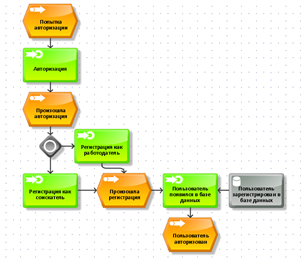 Попытка
авторизации
Авторизация
Произошла
авторизация
Регистрация как
работодатель
Регистрация как
соискатель
Произошла
регистрация
Пользователь
появился в базе
данных
Пользователь
зарегистрирован в
базе данных
Пользователь
авторизован